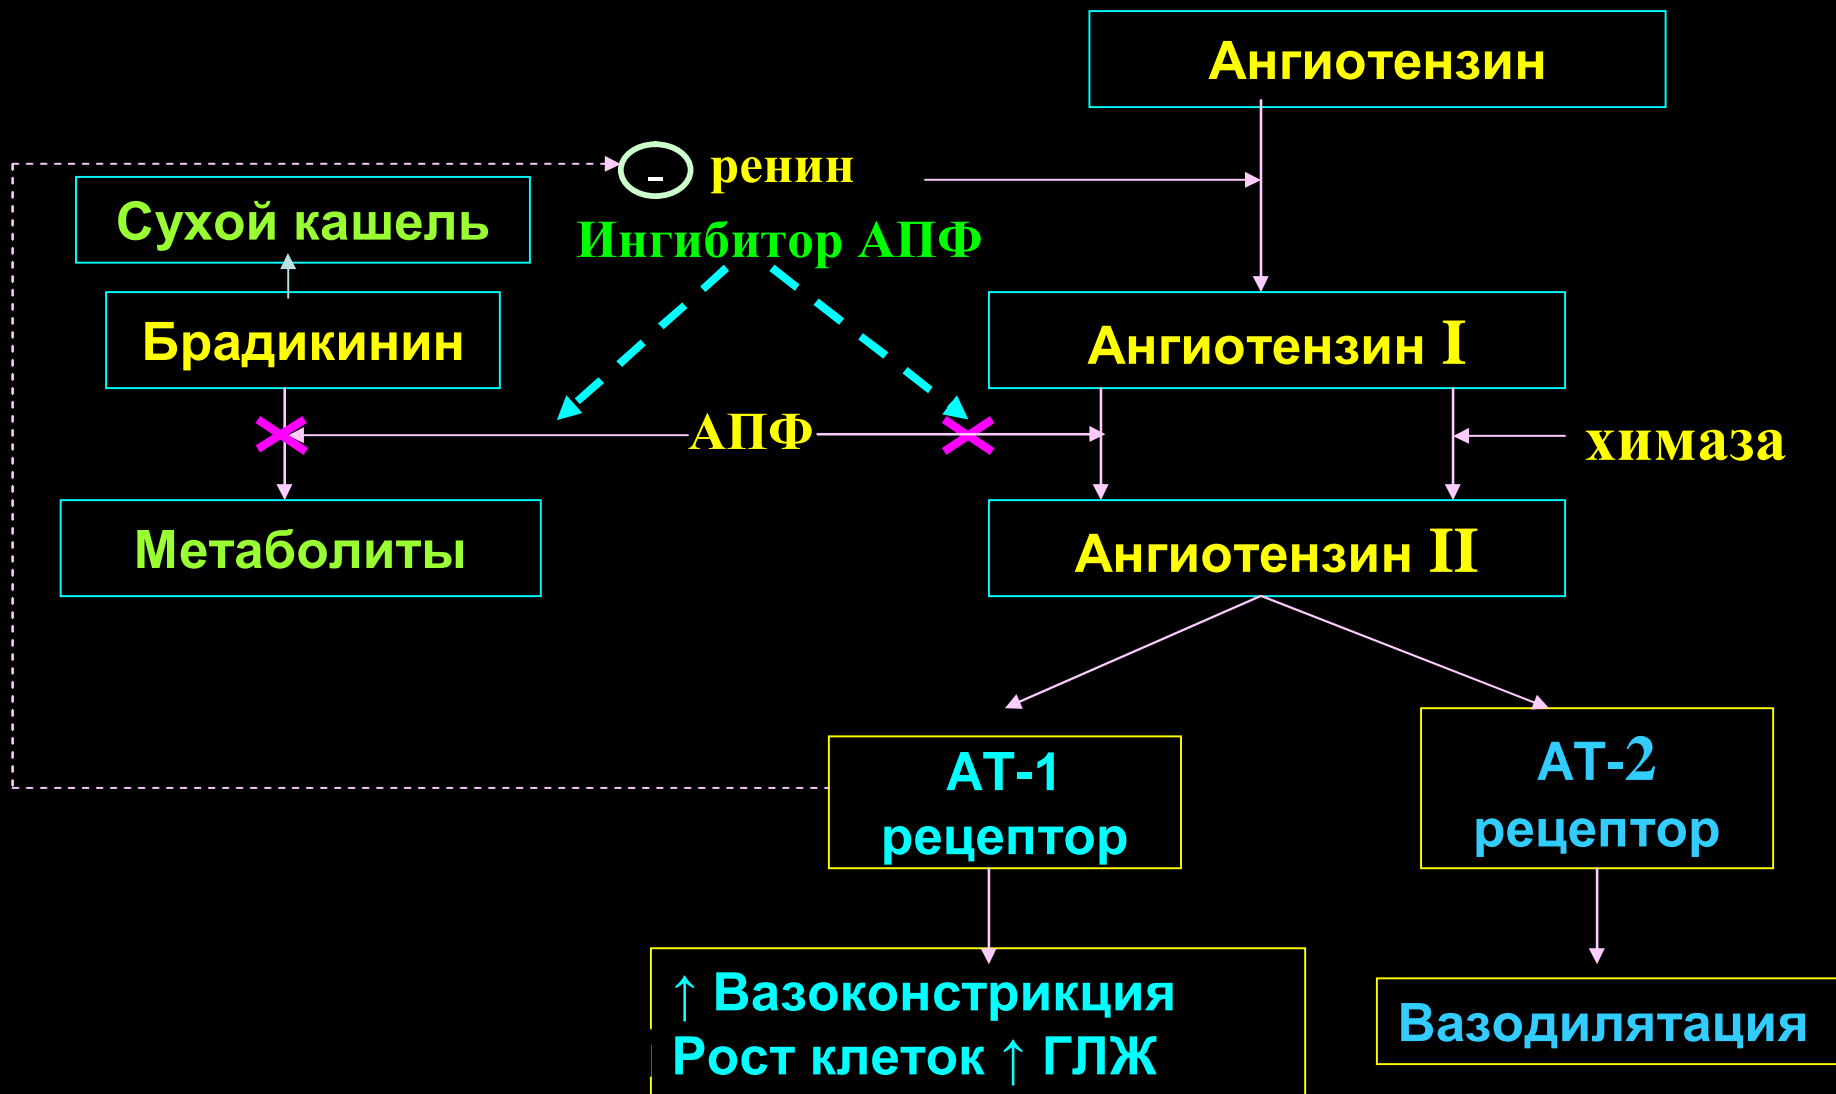 Ангиотензин
- ренин
Сухой кашель
Ингибитор АПФ
Брадикинин
Ангиотензин I
АПФ
химаза
Метаболиты
Ангиотензин II
АТ-1
рецептор
АТ-2
рецептор
↑ Вазоконстрикция
Рост клеток ↑ ГЛЖ
Вазодилятация